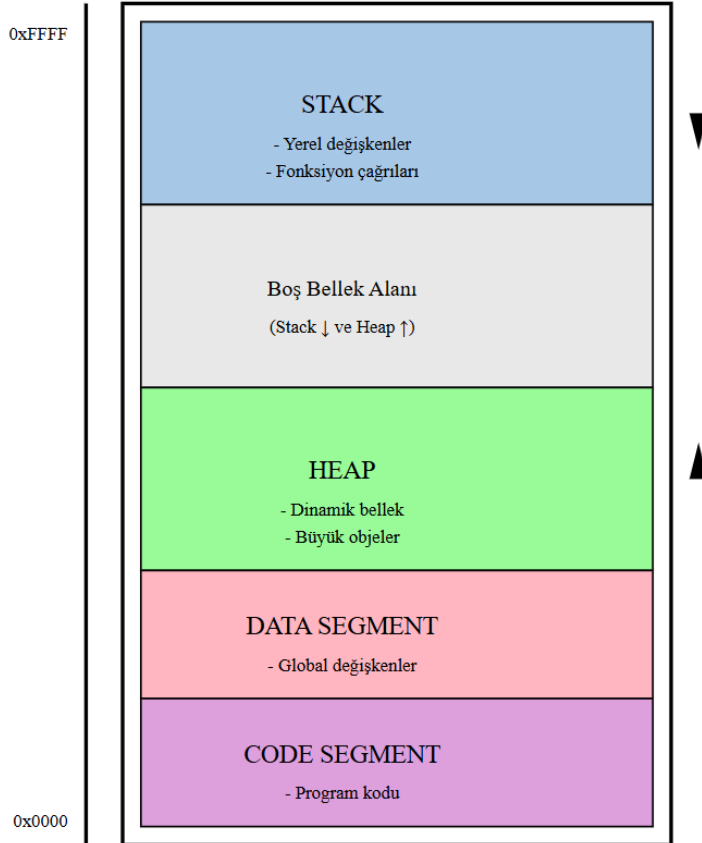 0xFFFF
STACK
- Yerel değişkenler
- Fonksiyon çağrıları
Boş Bellek Alanı
(Stack ↓ ve Heap ↑)
HEAP
- Dinamik bellek
- Büyük objeler
DATA SEGMENT
- Global değişkenler
CODE SEGMENT
- Program kodu
0x0000